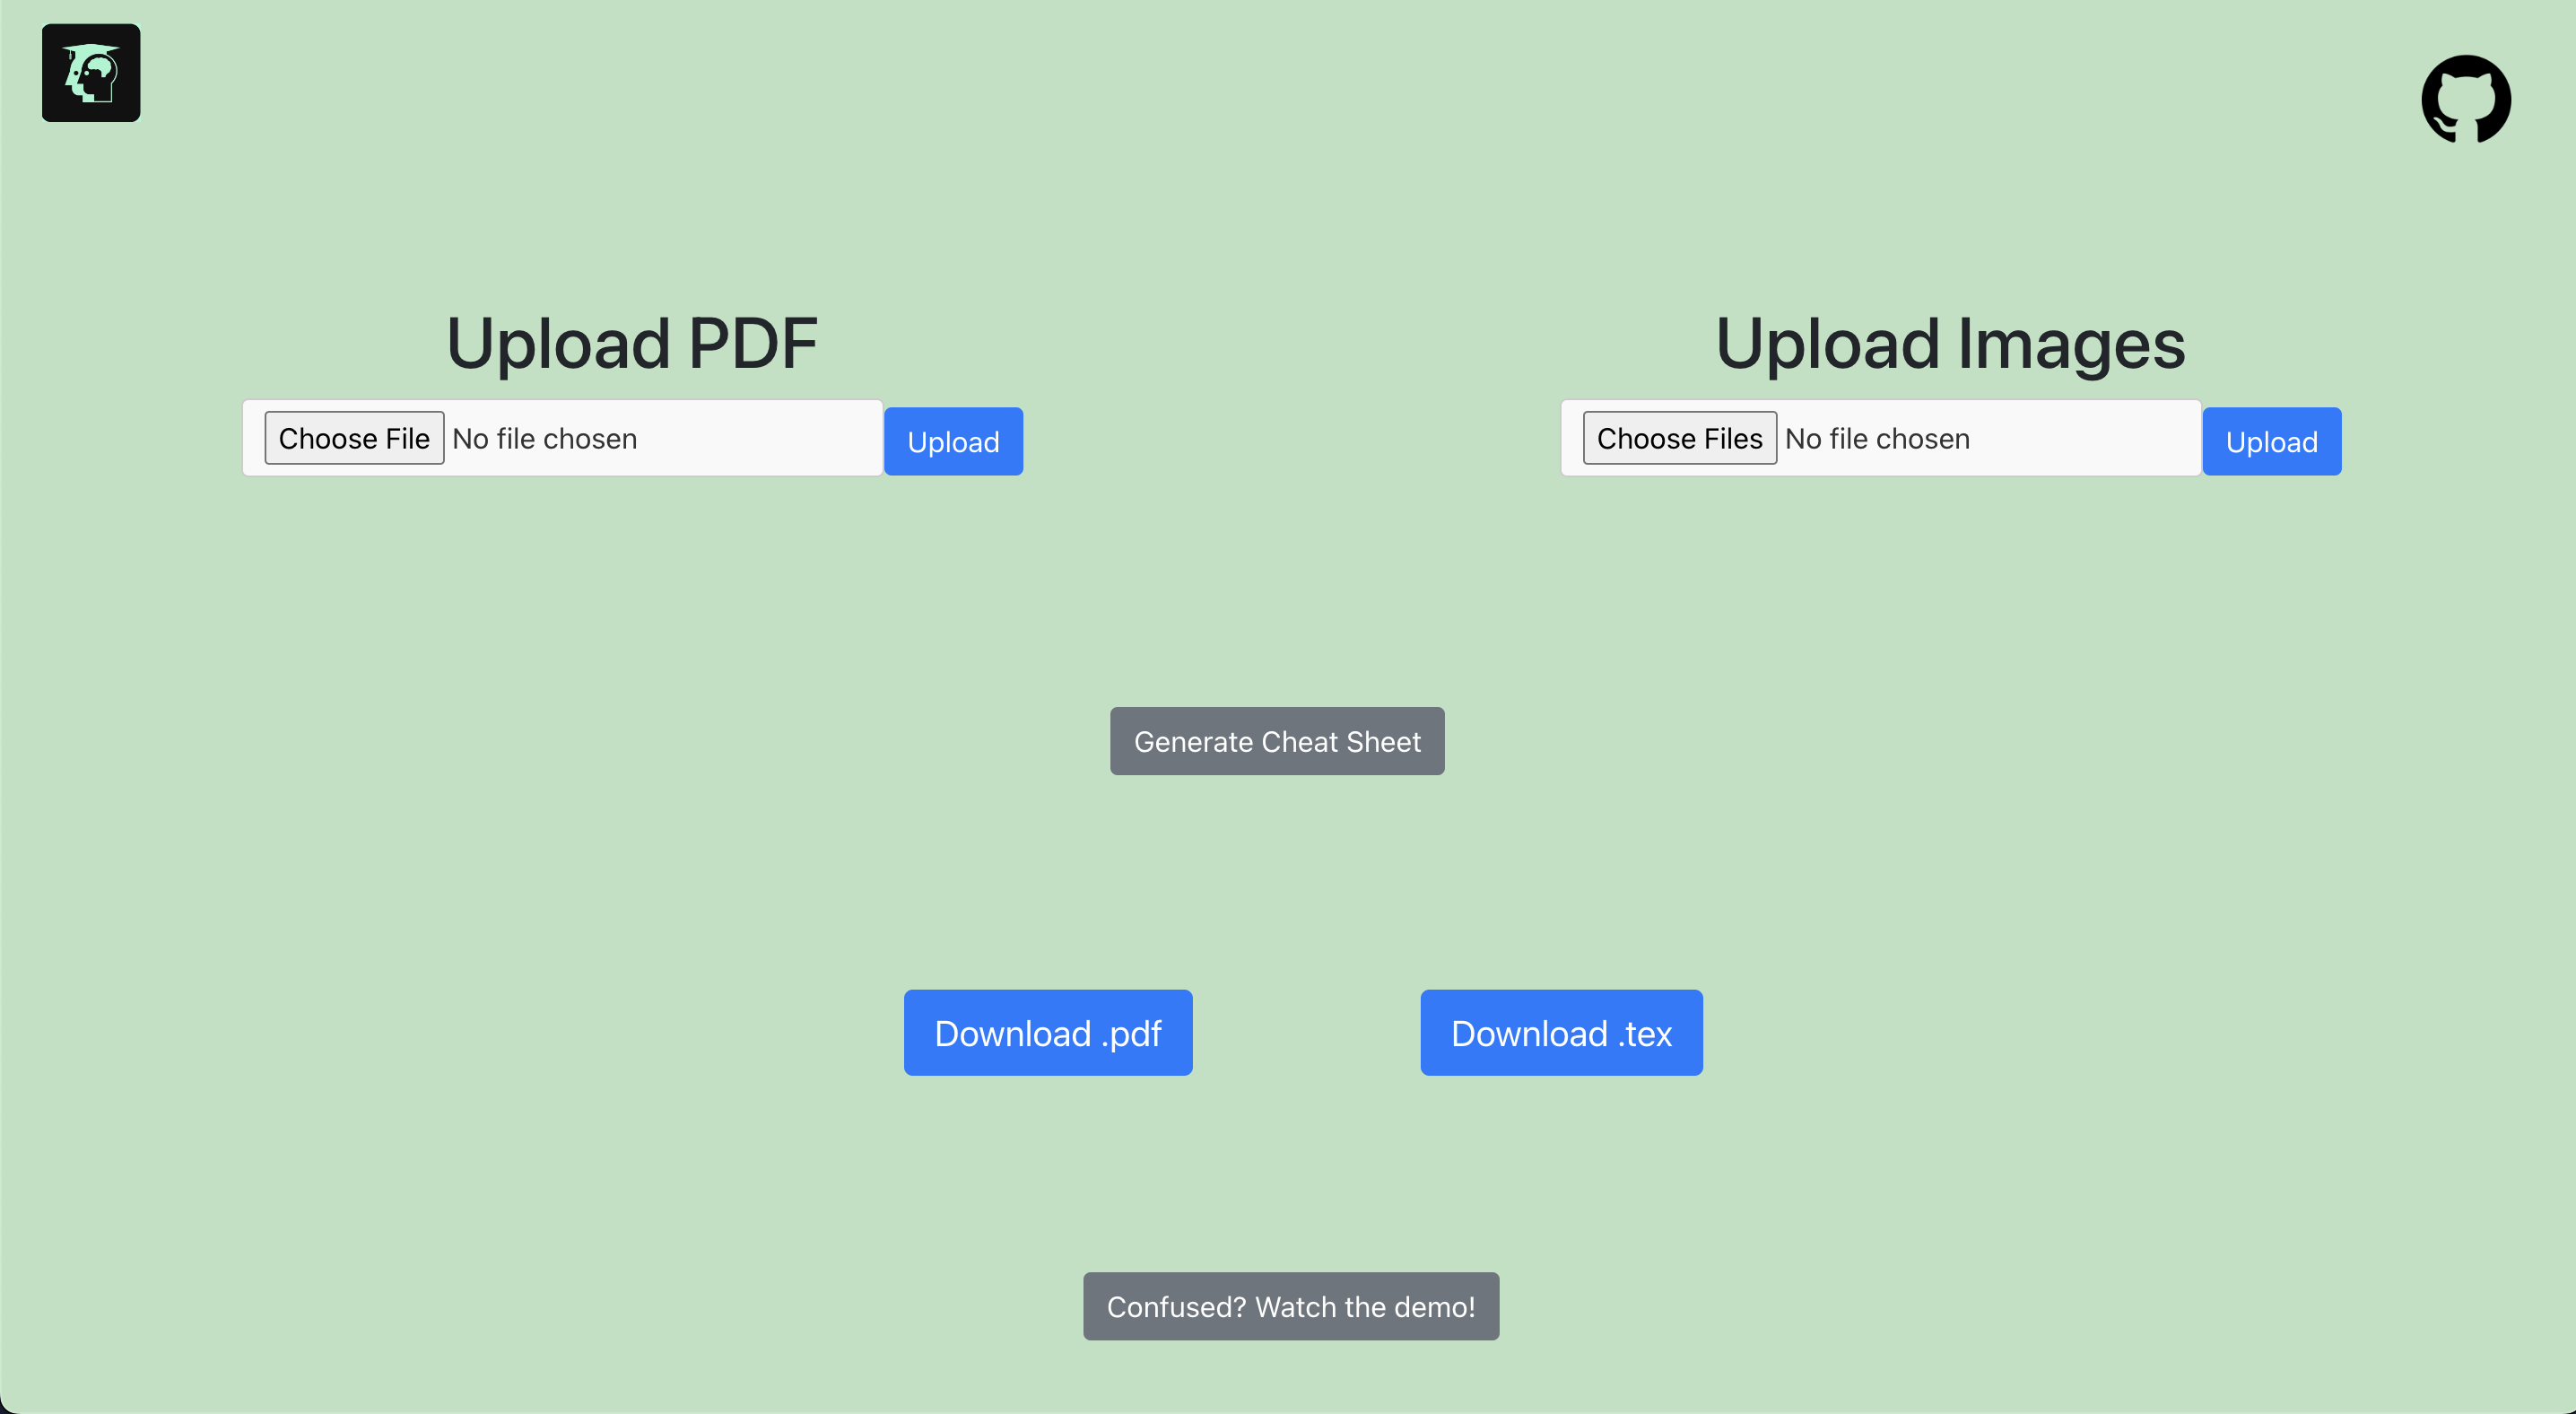 Upload PDF
Choose File No file chosen Upload
Upload Images
Choose Files No file chosen Upload
Generate Cheat Sheet
Download .pdf
Download .tex
Confused? Watch the demo!